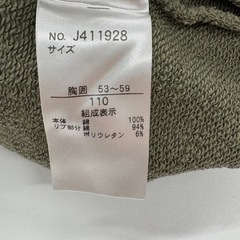 NO. J411928
サイズ
胸囲 53~59
110
組成表示
本体 綿 100%
リブ部分 綿 94%
ポリウレタン 6%